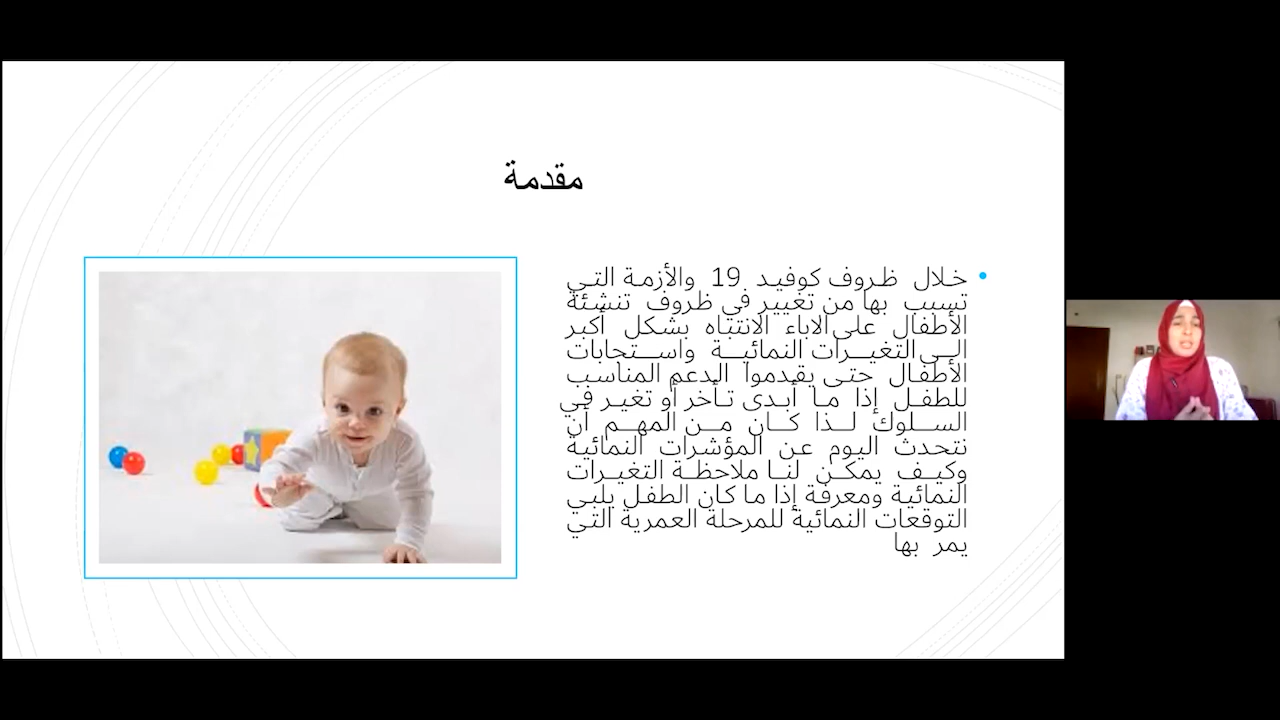 مقدمة
• خلال ظروف كوفيد 19 والأزمة التي
تسبب بها من تغيير في ظروف تنشئة
الأطفال على الاباء الانتباه بشكل أكبر
الى التغيرات النمائية واستجابات
الأطفال حتى يقدموا الدعم المناسب
للطفل إذا ما أبدى تأخر أو تغير في
السلوك لذا كان من المهم أن
نتحدث اليوم عن المؤشرات النمائية
وكيف يمكن لنا ملاحظة التغيرات
النمائية ومعرفة إذا ما كان الطفل يلبي
التوقعات النمائية للمرحلة العمرية التي
يمر بها